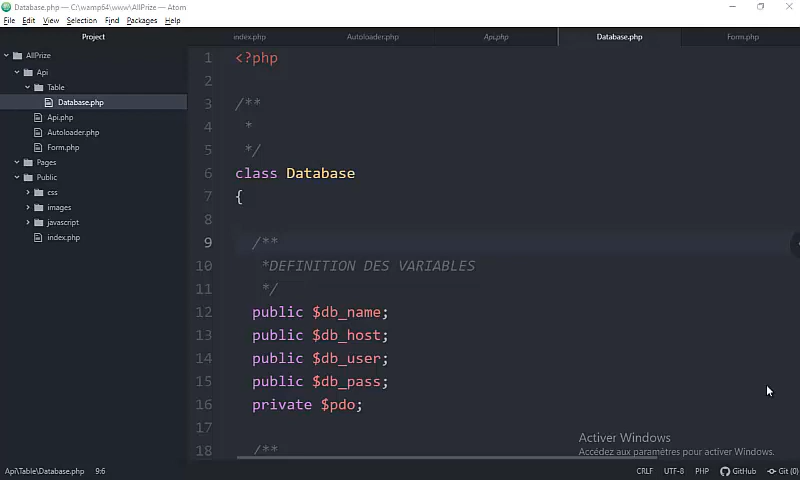 Database.php — C:\wamp64\www\AllPrize — Atom
File Edit View Selection Find Packages Help
Project
index.php Autoloader.php Api.php Database.php Form.php
AllPrize
Api
Table
Database.php
Api.php
Autoloader.php
Form.php
Pages
Public
css
images
javascript
index.php
1 <?php
2
3 /**
4 *
5 */
6 class Database
7 {
8
9 /**
10 *DEFINITION DES VARIABLES
11 */
12 public $db_name;
13 public $db_host;
14 public $db_user;
15 public $db_pass;
16 private $pdo;
17
18 /**
Activer Windows
Accédez aux paramètres pour activer Windows.
Api\Table\Database.php 9:6 CRLF UTF-8 PHP GitHub Git (0)